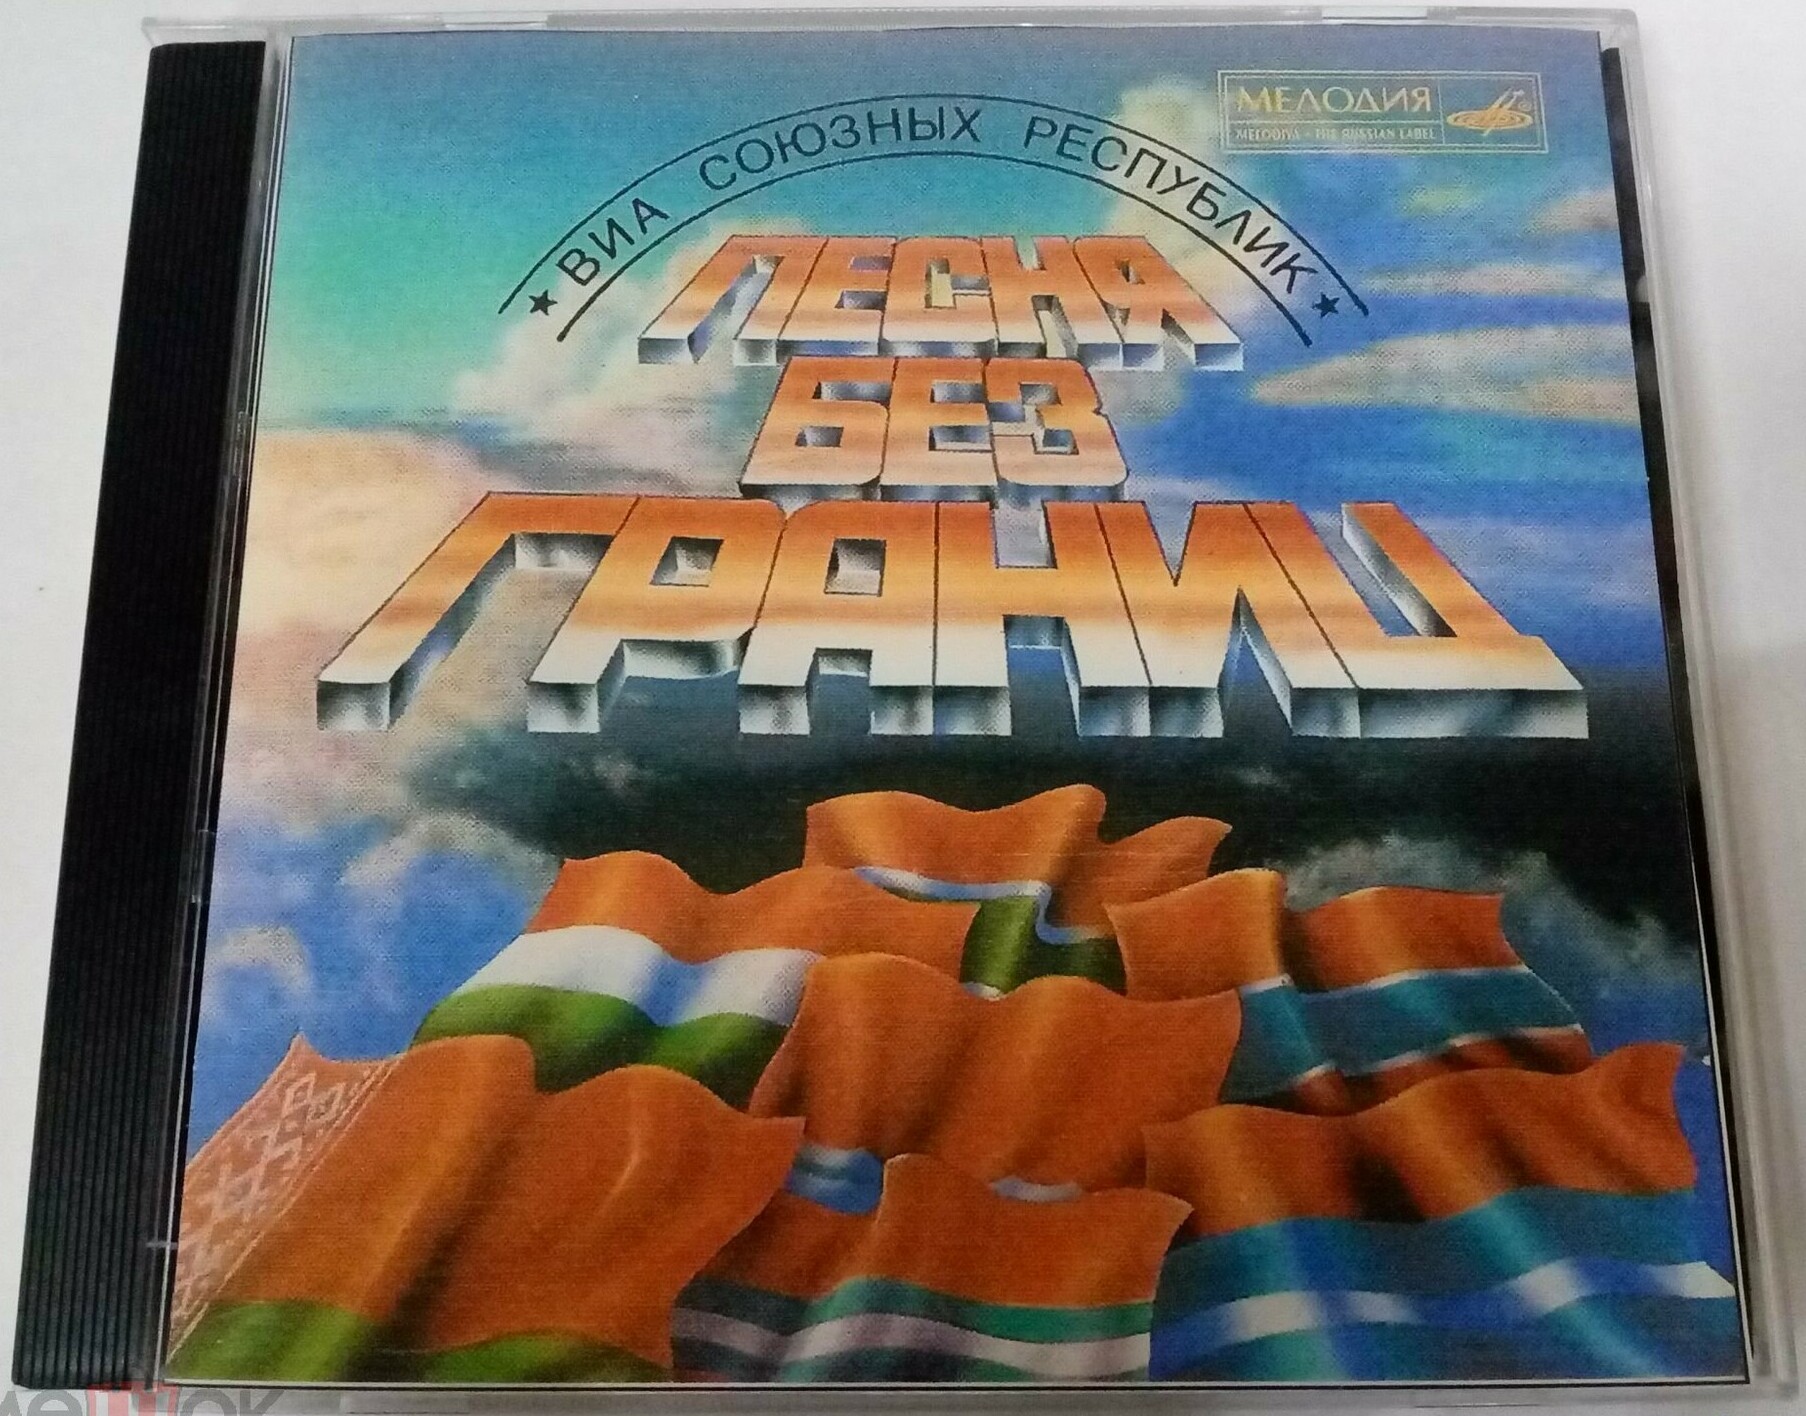 МЕЛОДИЯ
MELODIYA • THE RUSSIAN LABEL
★ ВИА СОЮЗНЫХ РЕСПУБЛИК ★
ПЕСНЯ
БЕЗ
ГРАНИЦ